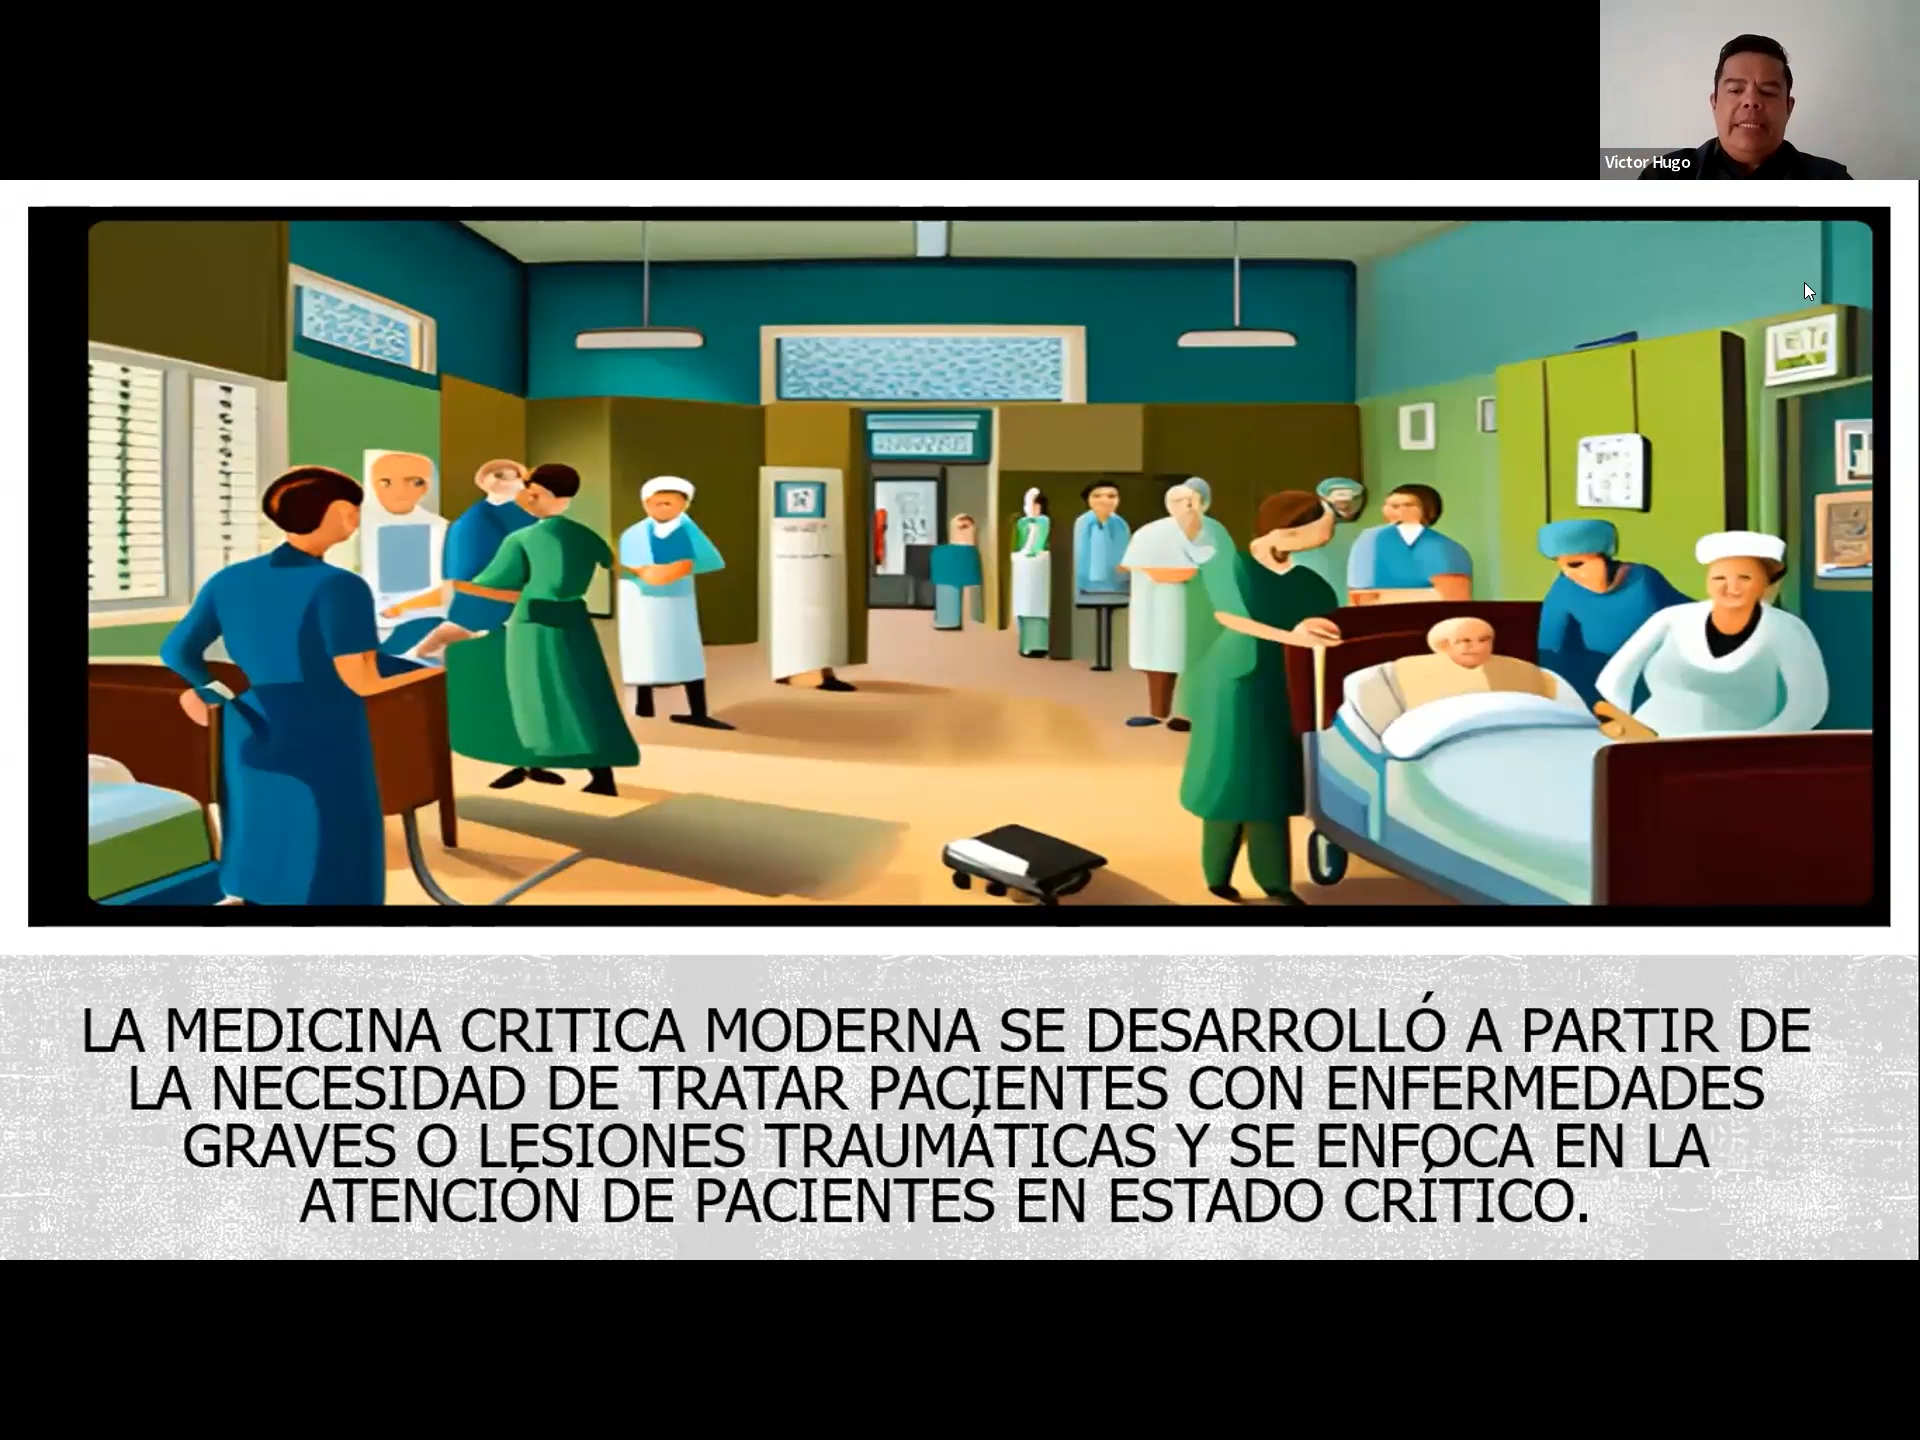 Victor Hugo
LA MEDICINA CRITICA MODERNA SE DESARROLLÓ A PARTIR DE
LA NECESIDAD DE TRATAR PACIENTES CON ENFERMEDADES
GRAVES O LESIONES TRAUMÁTICAS Y SE ENFOCA EN LA
ATENCIÓN DE PACIENTES EN ESTADO CRÍTICO.